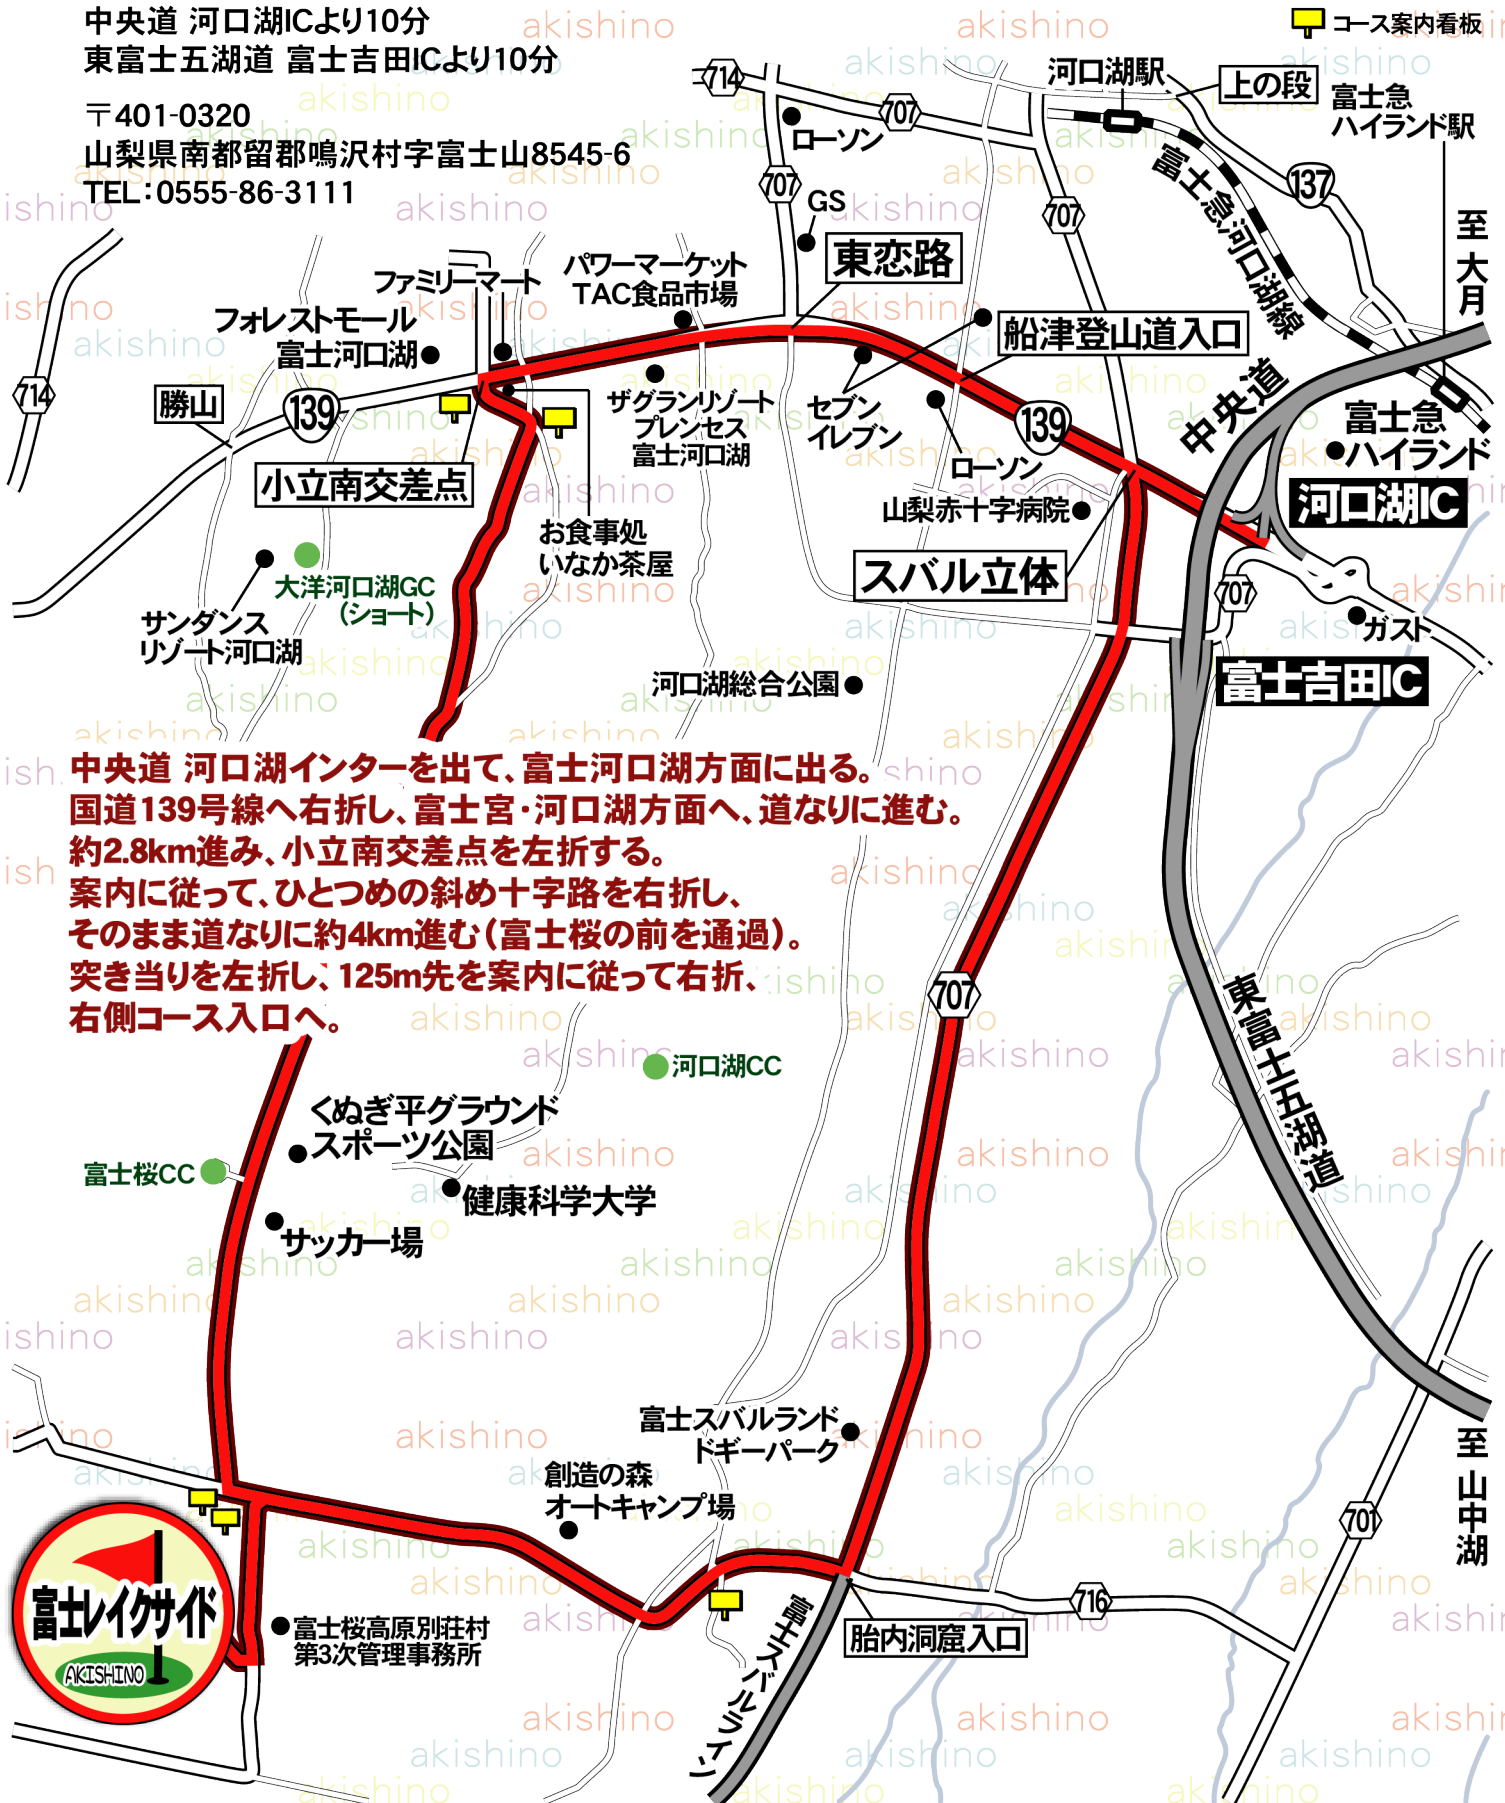 中央道 河口湖ICより10分
東富士五湖道 富士吉田ICより10分
〒401-0320
山梨県南都留郡鳴沢村字富士山8545-6
TEL:0555-86-3111
コース案内看板
河口湖駅
上の段
富士急
ハイランド駅
714
707
ローソン
707
GS
707
137
富士急河口湖線
至 大月
東恋路
パワーマーケット
TAC食品市場
ファミリーマート
フォレストモール
富士河口湖
船津登山道入口
中央道
714
勝山
139
小立南交差点
ザグランリゾート
プレンセス
富士河口湖
セブン
イレブン
139
ローソン
富士急
ハイランド
河口湖IC
山梨赤十字病院
お食事処
いなか茶屋
スバル立体
大洋河口湖GC
(ショート)
707
ガスト
サンダンス
リゾート河口湖
富士吉田IC
河口湖総合公園
中央道 河口湖インターを出て、富士河口湖方面に出る。
国道139号線へ右折し、富士宮・河口湖方面へ、道なりに進む。
約2.8km進み、小立南交差点を左折する。
案内に従って、ひとつめの斜め十字路を右折し、
そのまま道なりに約4km進む(富士桜の前を通過)。
突き当りを左折し、125m先を案内に従って右折、
右側コース入口へ。
707
東富士五湖道
河口湖CC
くぬぎ平グラウンド
スポーツ公園
富士桜CC
健康科学大学
サッカー場
富士スバルランド
ドギーパーク
創造の森
オートキャンプ場
至 山中湖
701
富士レイクサイド
AKISHINO
富士桜高原別荘村
第3次管理事務所
富士スバルライン
胎内洞窟入口
716
akishino